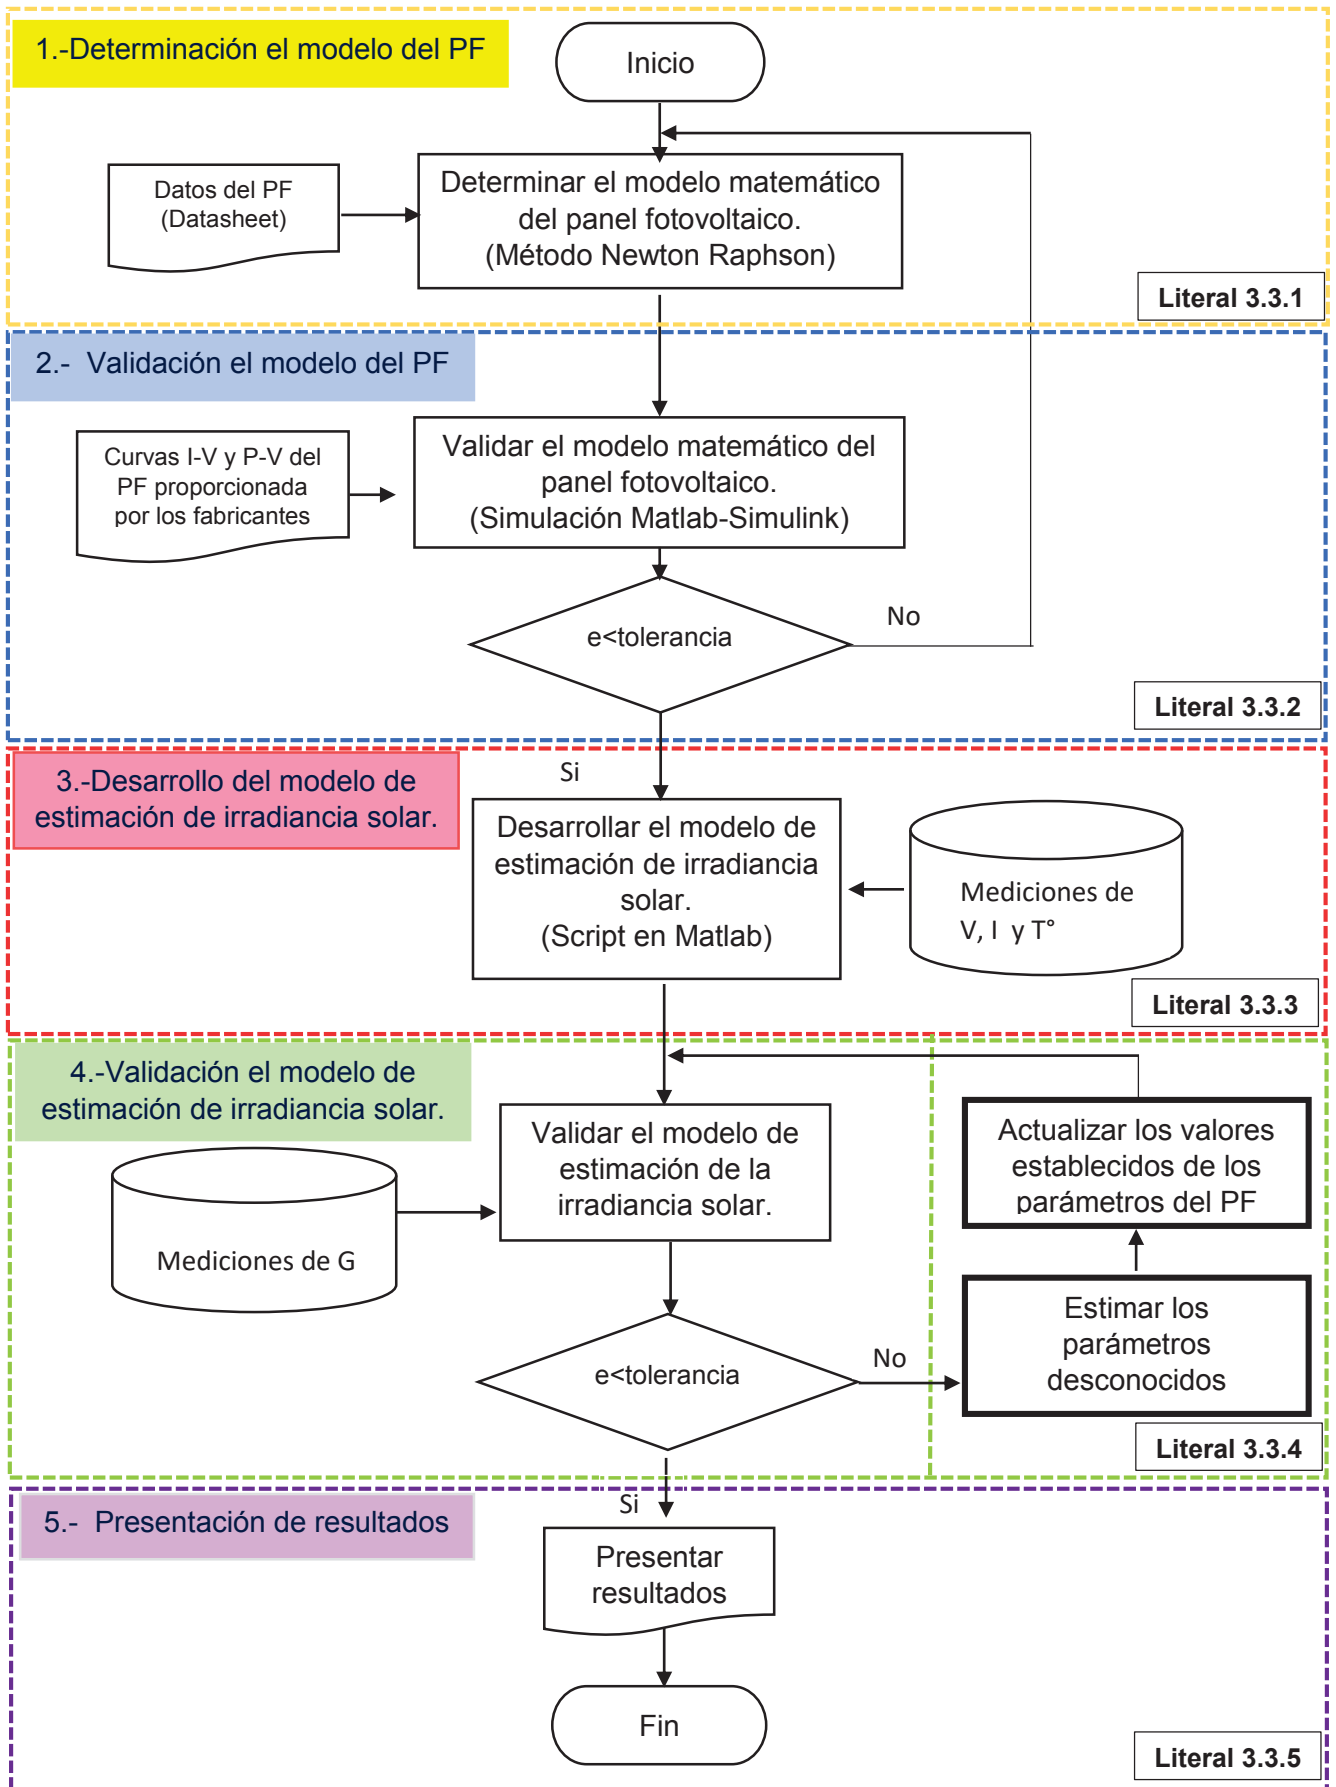 1.-Determinación el modelo del PF
Inicio
Datos del PF
(Datasheet)
Determinar el modelo matemático
del panel fotovoltaico.
(Método Newton Raphson)
Literal 3.3.1
2.- Validación el modelo del PF
Curvas I-V y P-V del
PF proporcionada
por los fabricantes
Validar el modelo matemático del
panel fotovoltaico.
(Simulación Matlab-Simulink)
e<tolerancia
No
Literal 3.3.2
3.-Desarrollo del modelo de
estimación de irradiancia solar.
Si
Desarrollar el modelo de
estimación de irradiancia
solar.
(Script en Matlab)
Mediciones de
V, I y T°
Literal 3.3.3
4.-Validación el modelo de
estimación de irradiancia solar.
Validar el modelo de
estimación de la
irradiancia solar.
Mediciones de G
Actualizar los valores
establecidos de los
parámetros del PF
Estimar los
parámetros
desconocidos
e<tolerancia
No
Literal 3.3.4
Si
5.- Presentación de resultados
Presentar
resultados
Fin
Literal 3.3.5